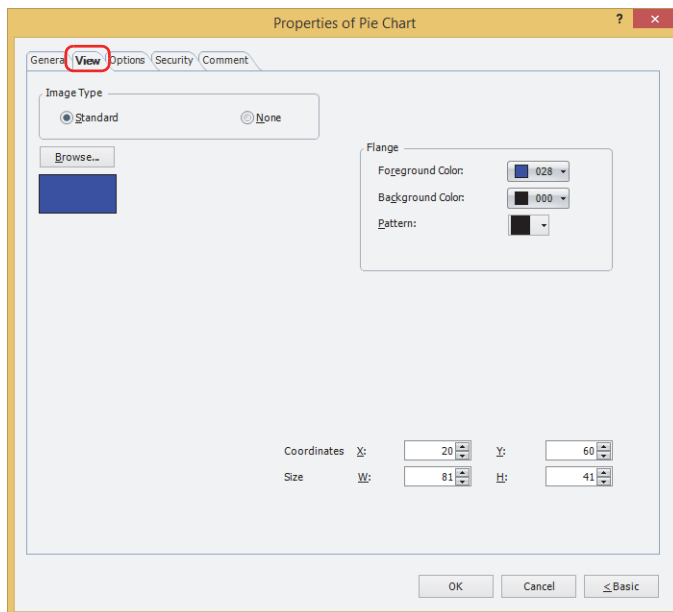 Properties of Pie Chart ? ×
General View Options Security Comment
Image Type
Standard None
Browse...
Flange
Foreground Color: 028
Background Color: 000
Pattern:
Coordinates X: 20 Y: 60
Size W: 81 H: 41
OK Cancel < Basic